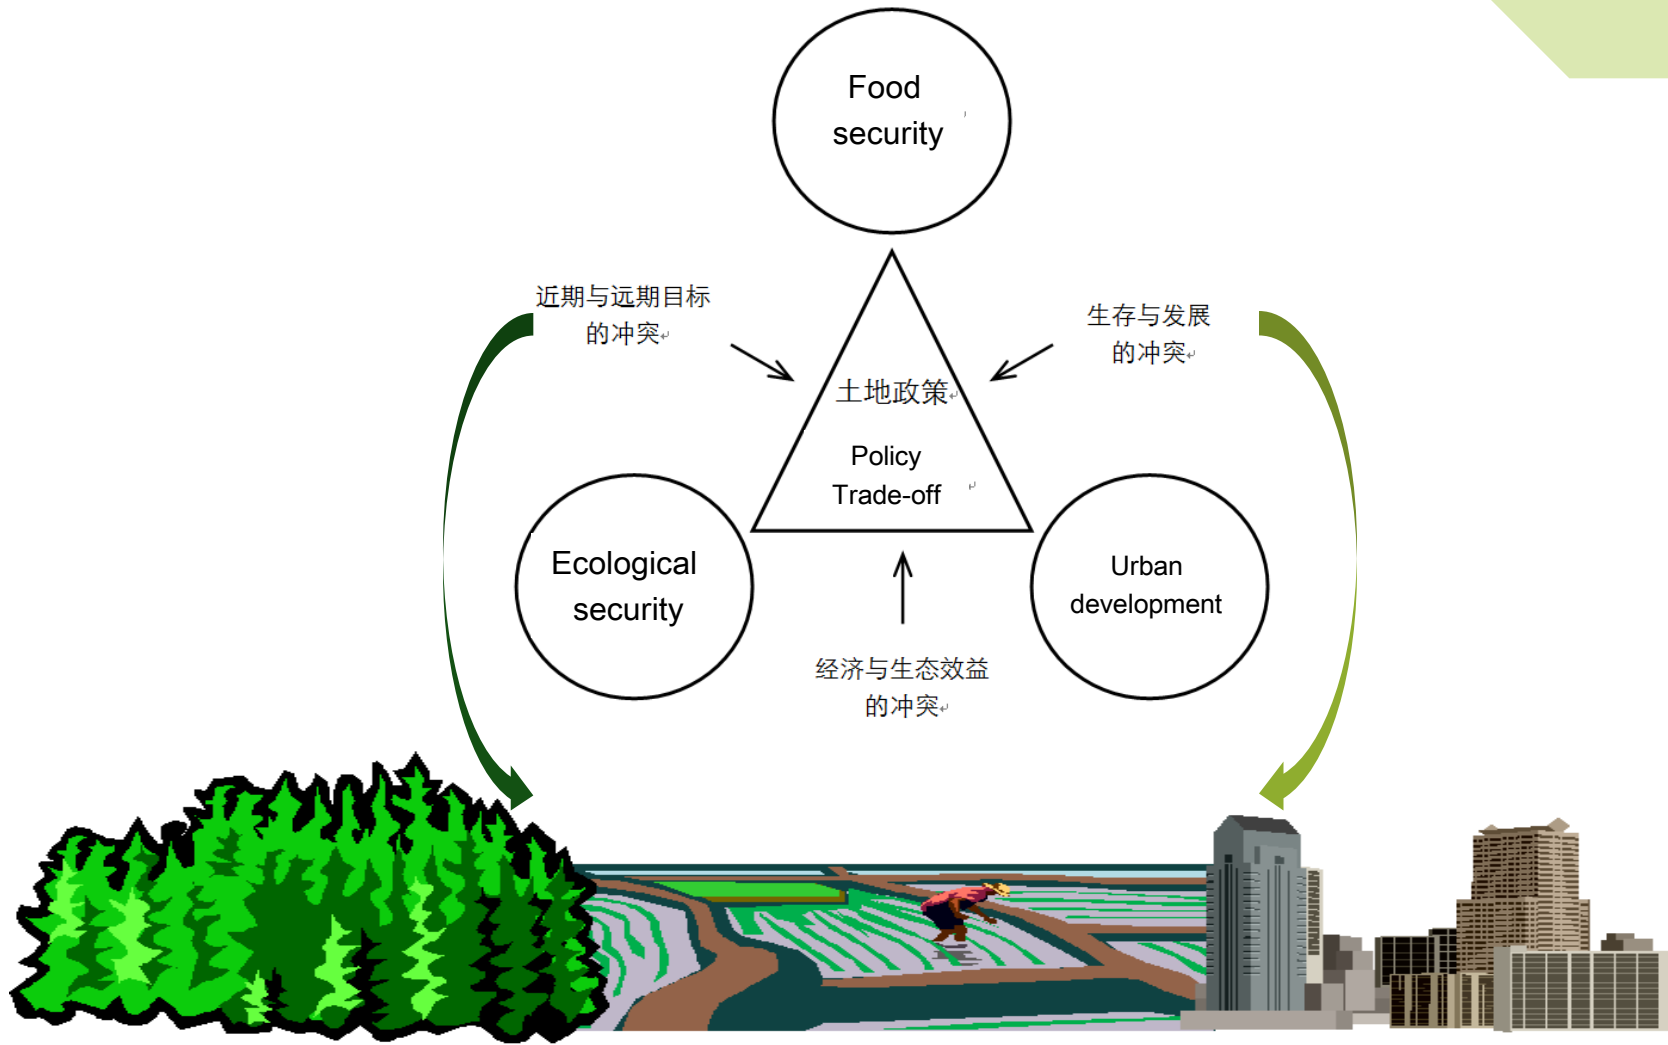 Food
security
近期与远期目标
的冲突
生存与发展
的冲突
土地政策
Policy
Trade-off
Ecological
security
Urban
development
经济与生态效益
的冲突